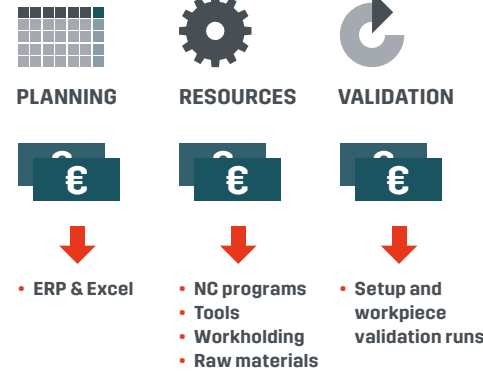 PLANNING
RESOURCES
VALIDATION
€
€
€
• ERP & Excel
• NC programs
• Tools
• Workholding
• Raw materials
• Setup and
workpiece
validation runs